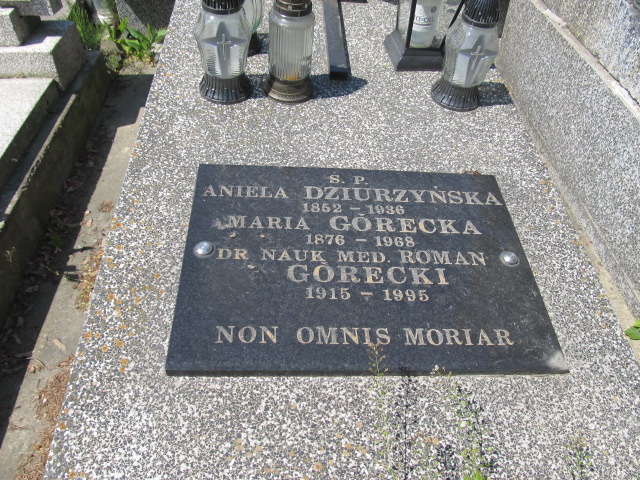 Ś. P.
ANIELA DZIURZYŃSKA
1852 – 1936
MARIA GÓRECKA
1876 – 1968
DR NAUK MED. ROMAN
GÓRECKI
1915 – 1995
NON OMNIS MORIAR